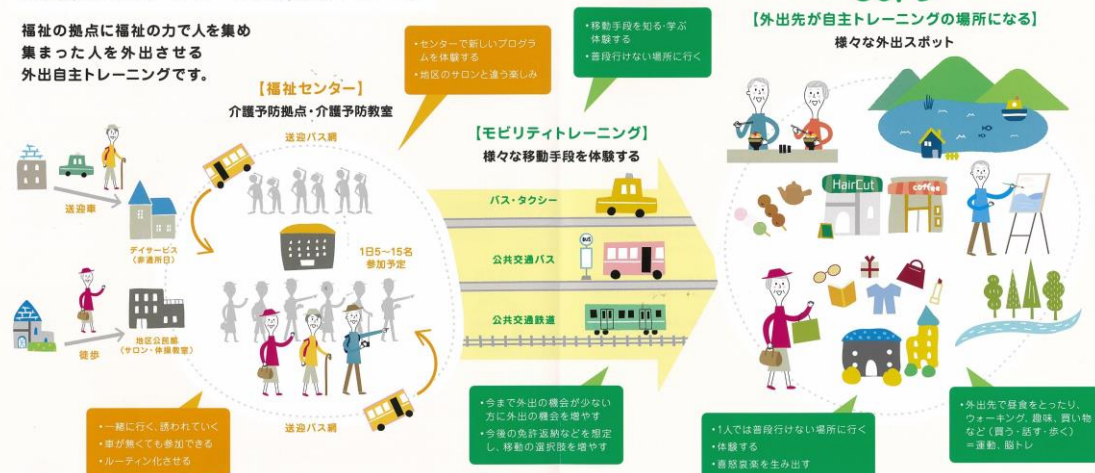 福祉の拠点に福祉の力で人を集め
集まった人を外出させる
外出自主トレーニングです。
【福祉センター】
介護予防拠点・介護予防教室
送迎バス網
・センターで新しいプログラ
ムを体験する
・地区のサロンと違う楽しみ
送迎車
デイサービス
(非通所日)
徒歩
地区公民館
(サロン・体操教室)
1日5~15名
参加予定
送迎バス網
・一緒に行く、誘われていく
・車が無くても参加できる
・ルーティン化させる
・移動手段を知る・学ぶ
体験する
・普段行けない場所に行く
【モビリティトレーニング】
様々な移動手段を体験する
バス・タクシー
公共交通バス
BUS
公共交通鉄道
・今まで外出の機会が少ない
方に外出の機会を増やす
・今後の免許返納などを想定
し、移動の選択肢を増やす
【外出先が自主トレーニングの場所になる】
様々な外出スポット
HairCut
coffee
・1人では普段行けない場所に行く
・体験する
・喜怒哀楽を生み出す
・外出先で昼食をとったり、
ウォーキング、趣味、買い物
など(買う・話す・歩く)
=運動、脳トレ